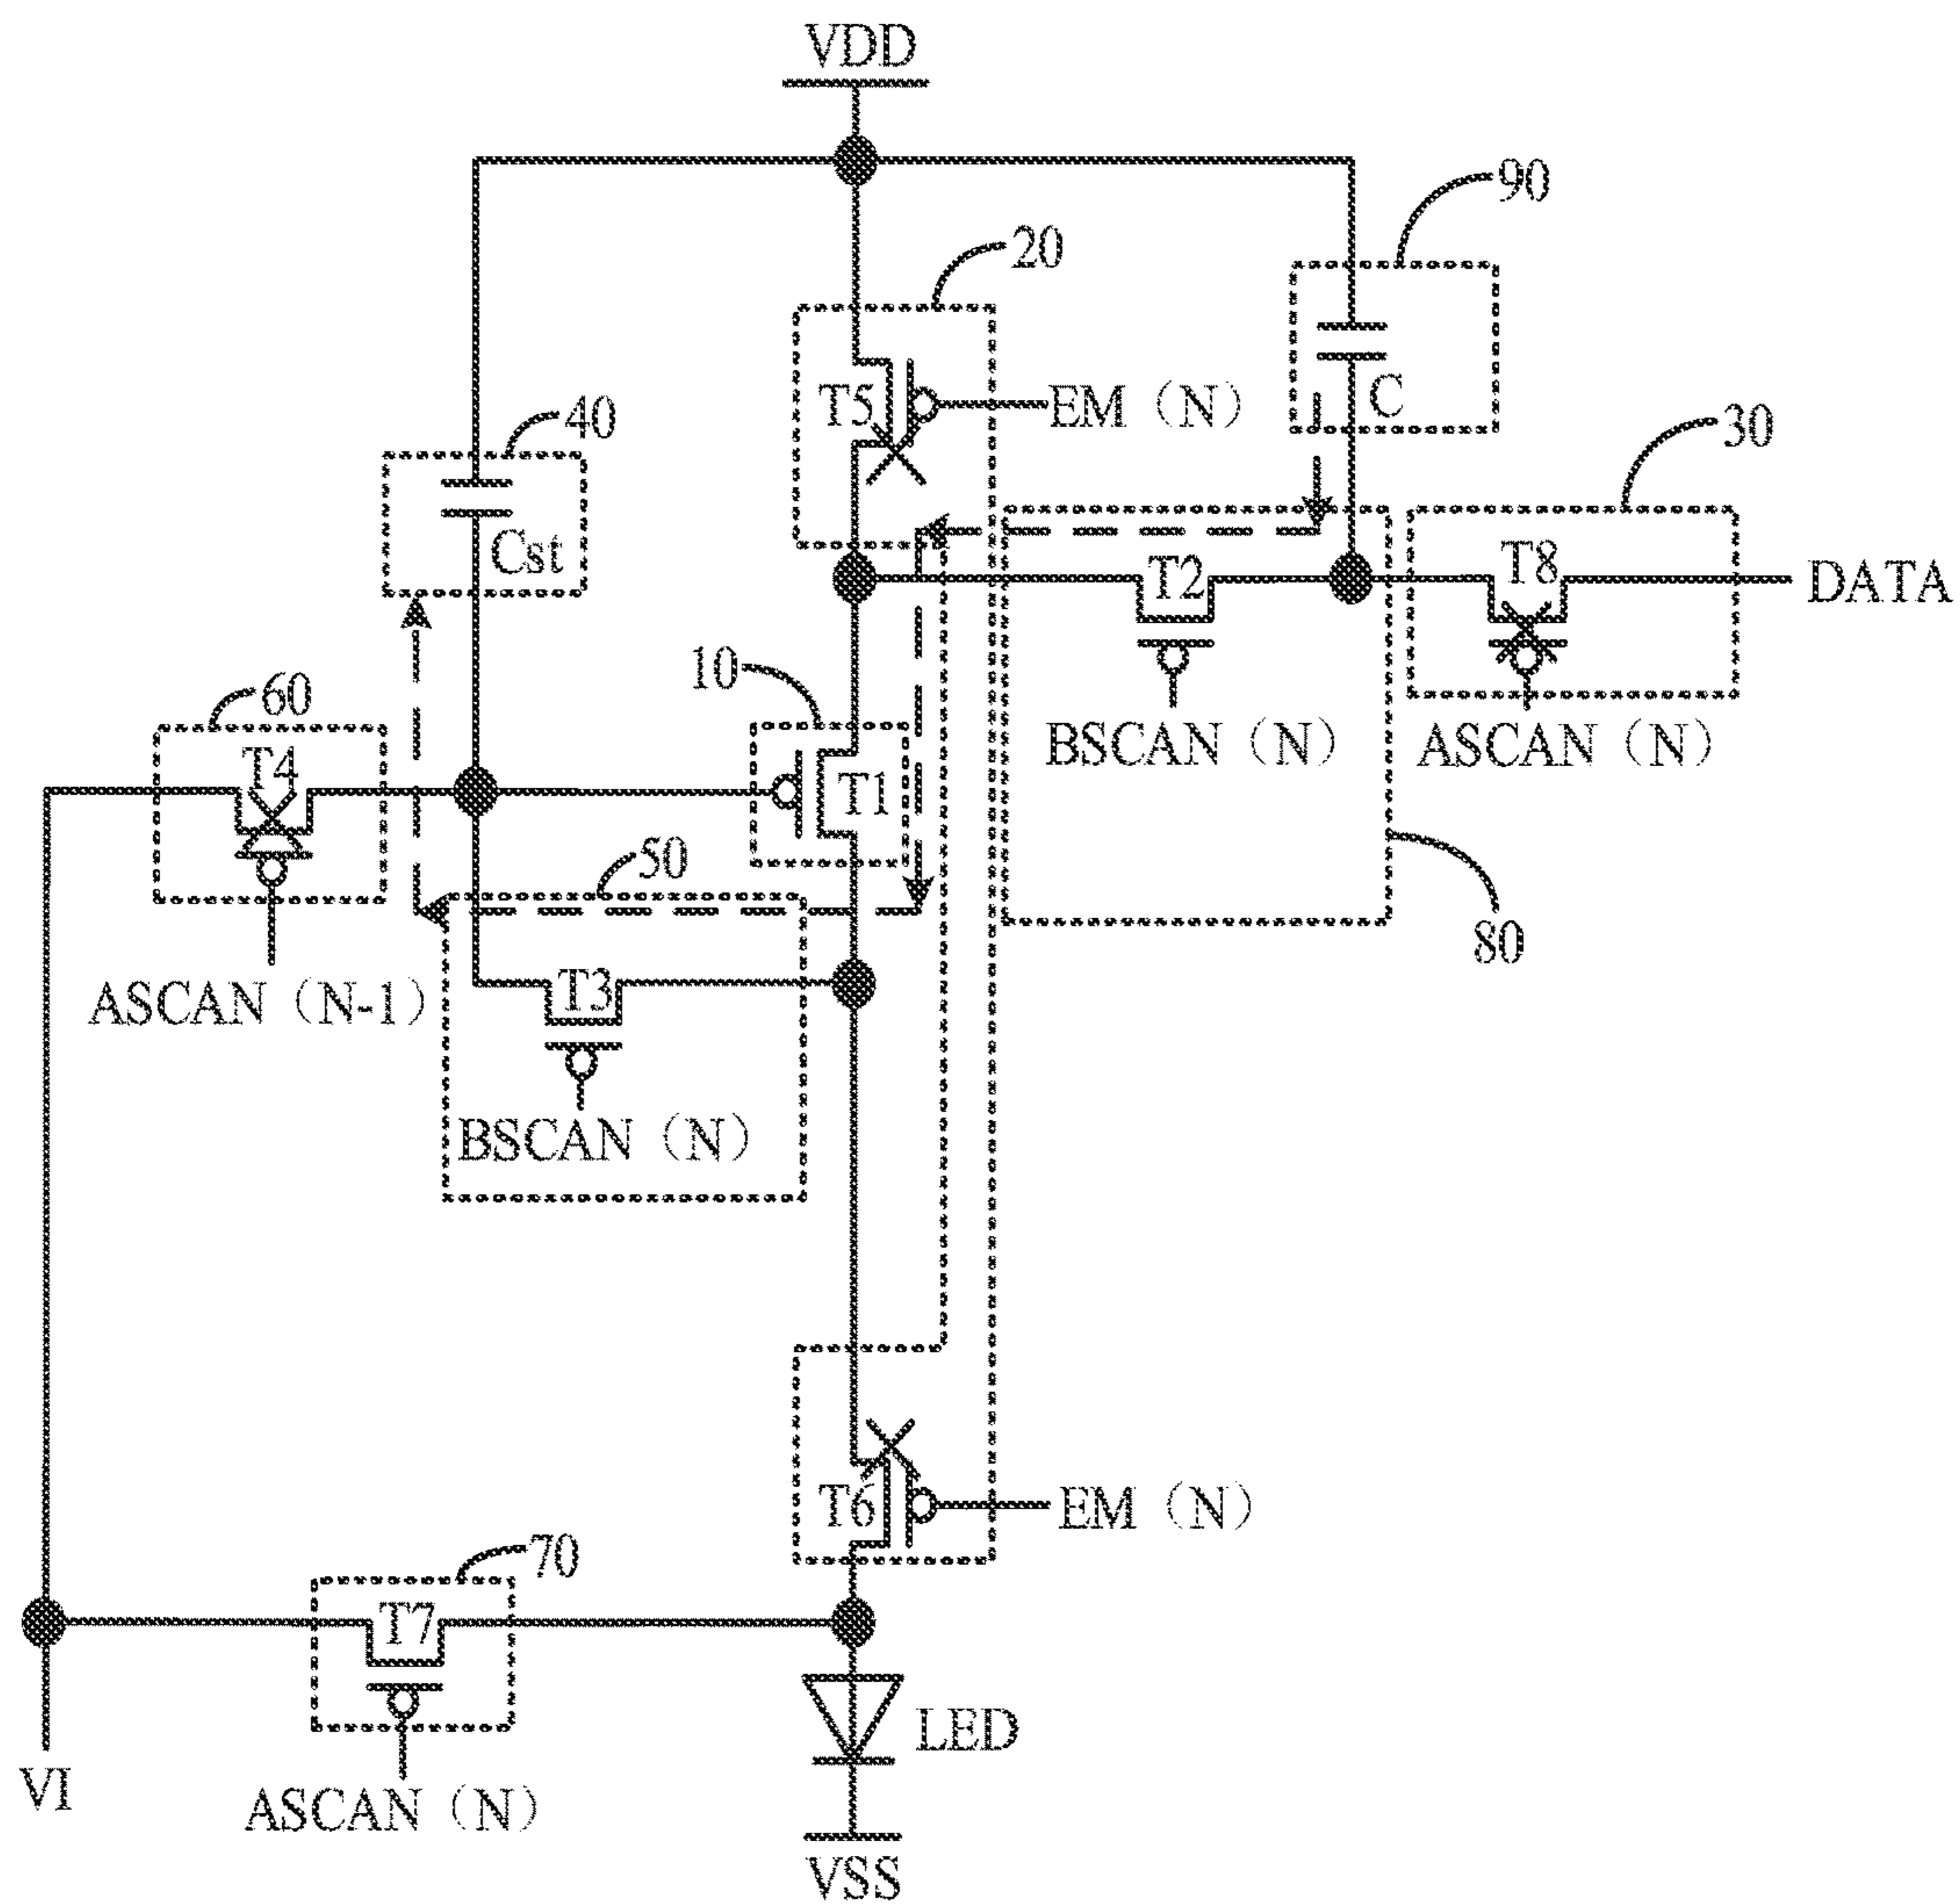 VDD
90
20
T5
EM（N）
C
40
30
Cst
T2
T8
DATA
10
60
BSCAN（N）
ASCAN（N）
T4
T1
50
80
T3
ASCAN（N-1）
BSCAN（N）
T6
EM（N）
70
T7
LED
VI
ASCAN（N）
VSS